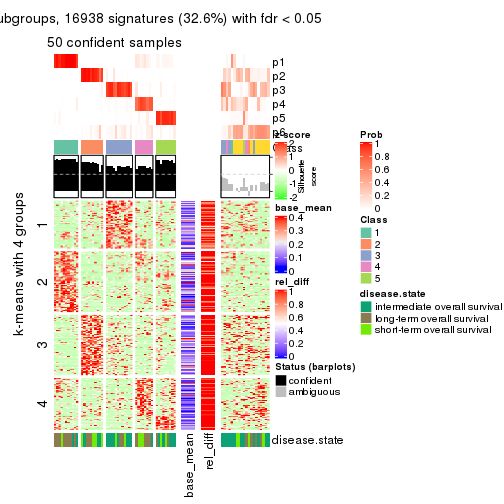 ubgroups, 16938 signatures (32.6%) with fdr < 0.05
50 confident samples
p1
p2
p3
p4
p5
p6
Class
z-score
2
1
0
-1
-2
Silhouette
score
k-means with 4 groups
1
2
3
4
base_mean
0.4
0.3
0.2
0.1
0
rel_diff
1
0.8
0.6
0.4
0.2
0
Status (barplots)
confident
ambiguous
Prob
1
0.8
0.6
0.4
0.2
0
Class
1
2
3
4
5
disease.state
intermediate overall survival
long-term overall survival
short-term overall survival
disease.state
base_mean
rel_diff